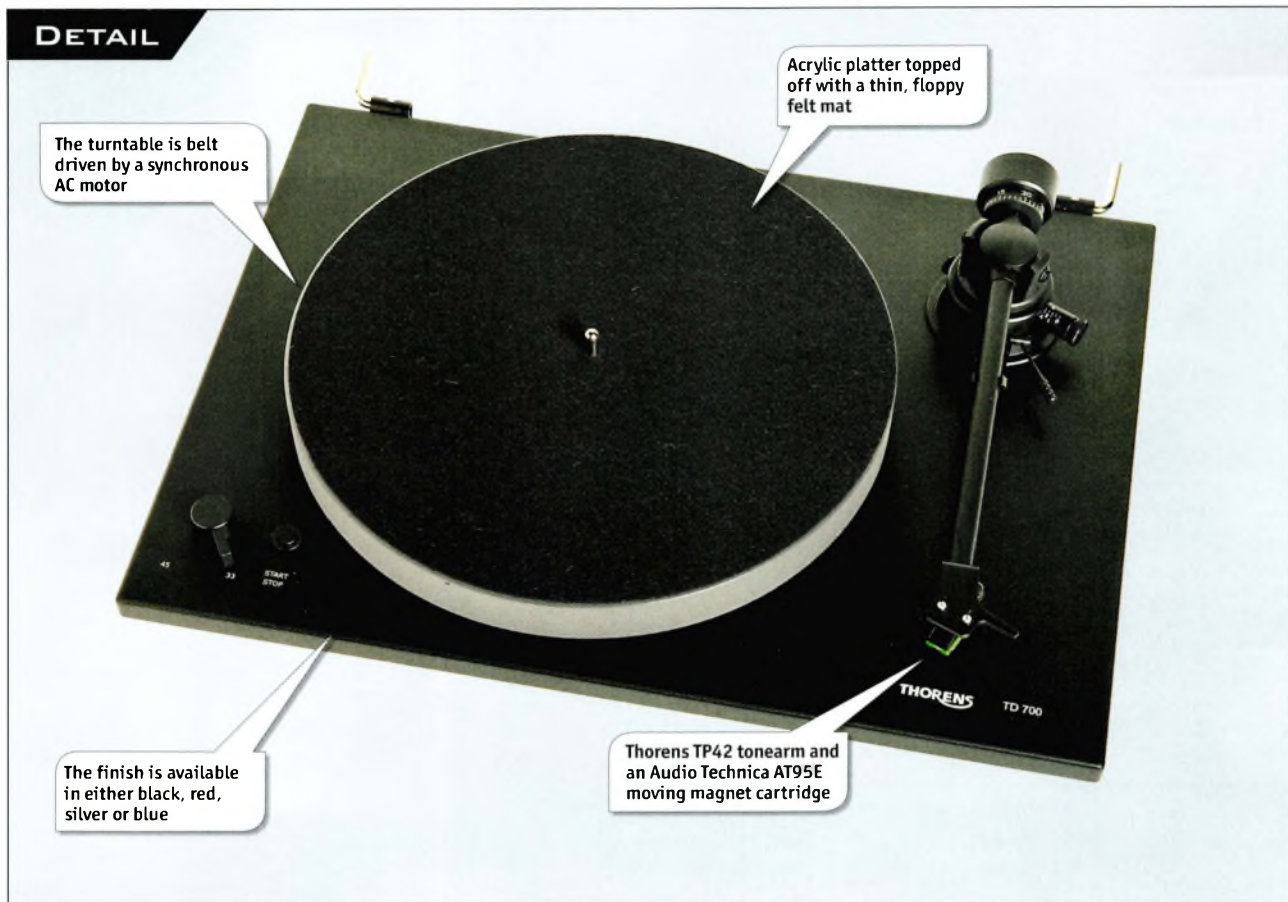 DETAIL
Acrylic platter topped
off with a thin, floppy
felt mat
The turntable is belt
driven by a synchronous
AC motor
45
33
START
STOP
THORENS
TD 700
The finish is available
in either black, red,
silver or blue
Thorens TP42 tonearm and
an Audio Technica AT95E
moving magnet cartridge